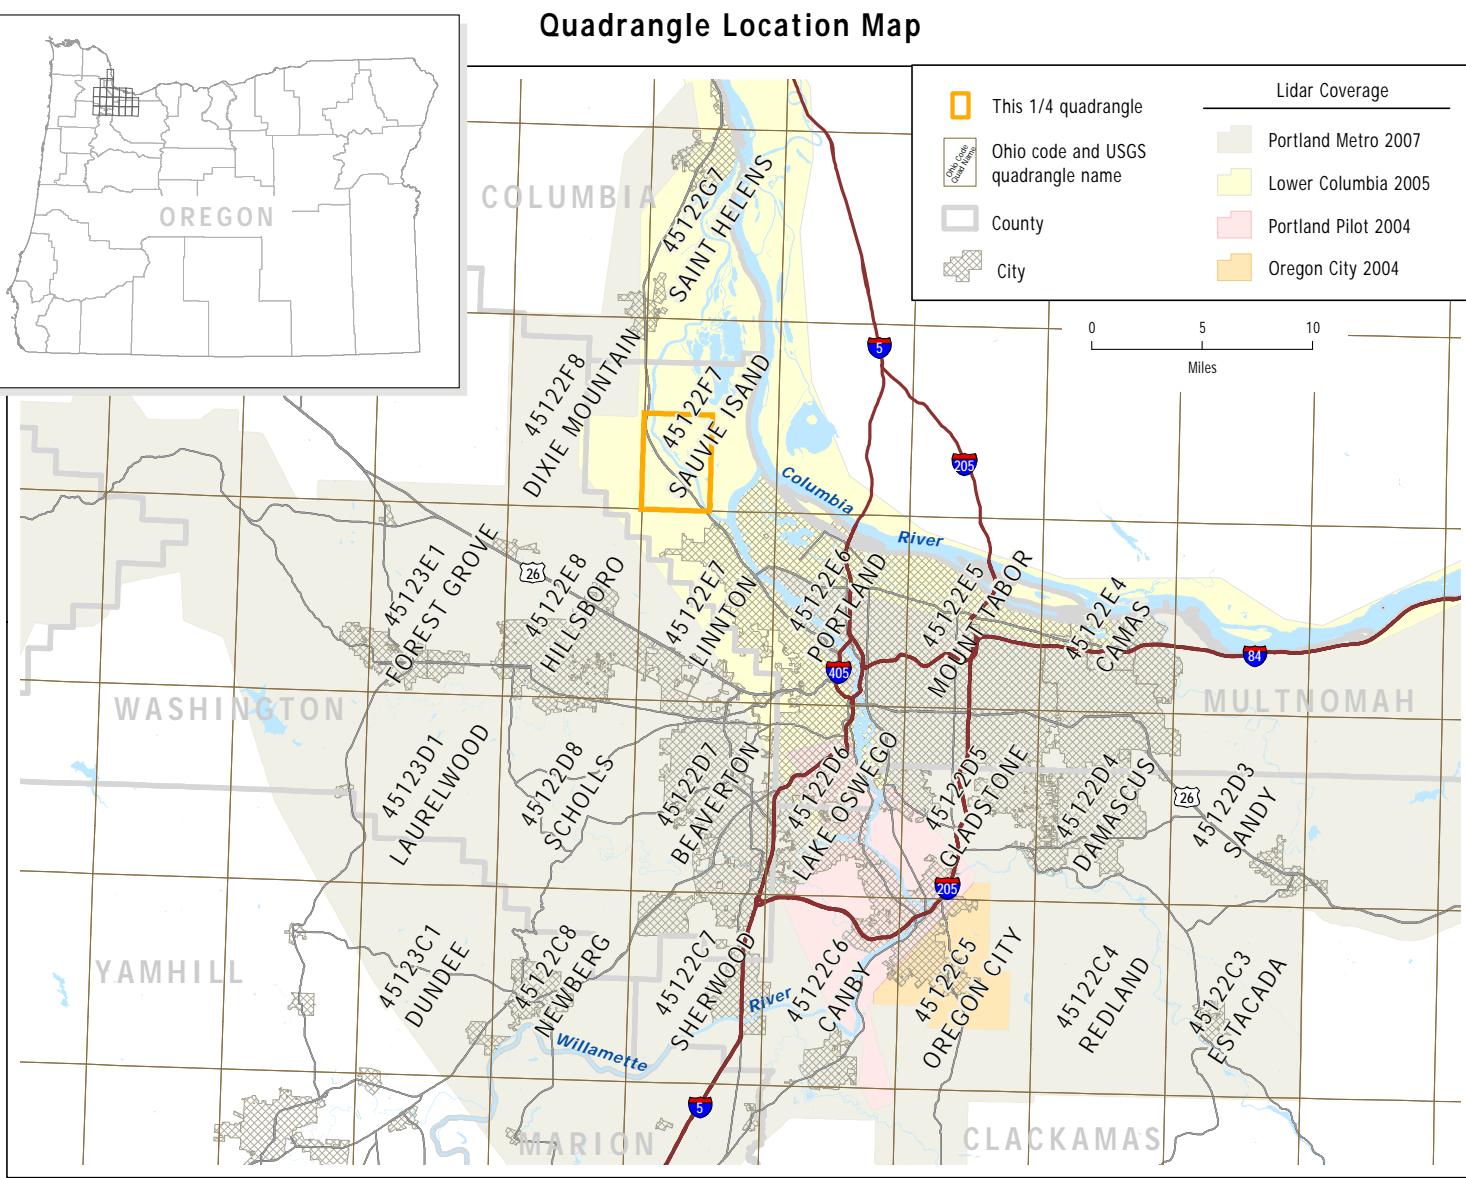 Quadrangle Location Map
OREGON
This 1/4 quadrangle
Ohio Code
Quad Name
Ohio code and USGS
quadrangle name
County
City
Lidar Coverage
Portland Metro 2007
Lower Columbia 2005
Portland Pilot 2004
Oregon City 2004
0 5 10
Miles
COLUMBIA
45122G7
SAINT HELENS
45122F8
DIXIE MOUNTAIN
45122F7
SAUVIE ISAND
5
205
Columbia
River
45123E1
FOREST GROVE
26
45122E8
HILLSBORO
45122E7
LINNTON
45122E6
PORTLAND
45122E5
MOUNT TABOR
45122E4
CAMAS
405
84
WASHINGTON
MULTNOMAH
45123D1
LAURELWOOD
45122D8
SCHOLLS
45122D7
BEAVERTON
45122D6
LAKE OSWEGO
45122D5
GLADSTONE
45122D4
DAMASCUS
26
45122D3
SANDY
205
YAMHILL
45123C1
DUNDEE
45122C8
NEWBERG
45122C7
SHERWOOD
45122C6
CANBY
45122C5
OREGON CITY
45122C4
REDLAND
45122C3
ESTACADA
Willamette
River
5
MARION
CLACKAMAS